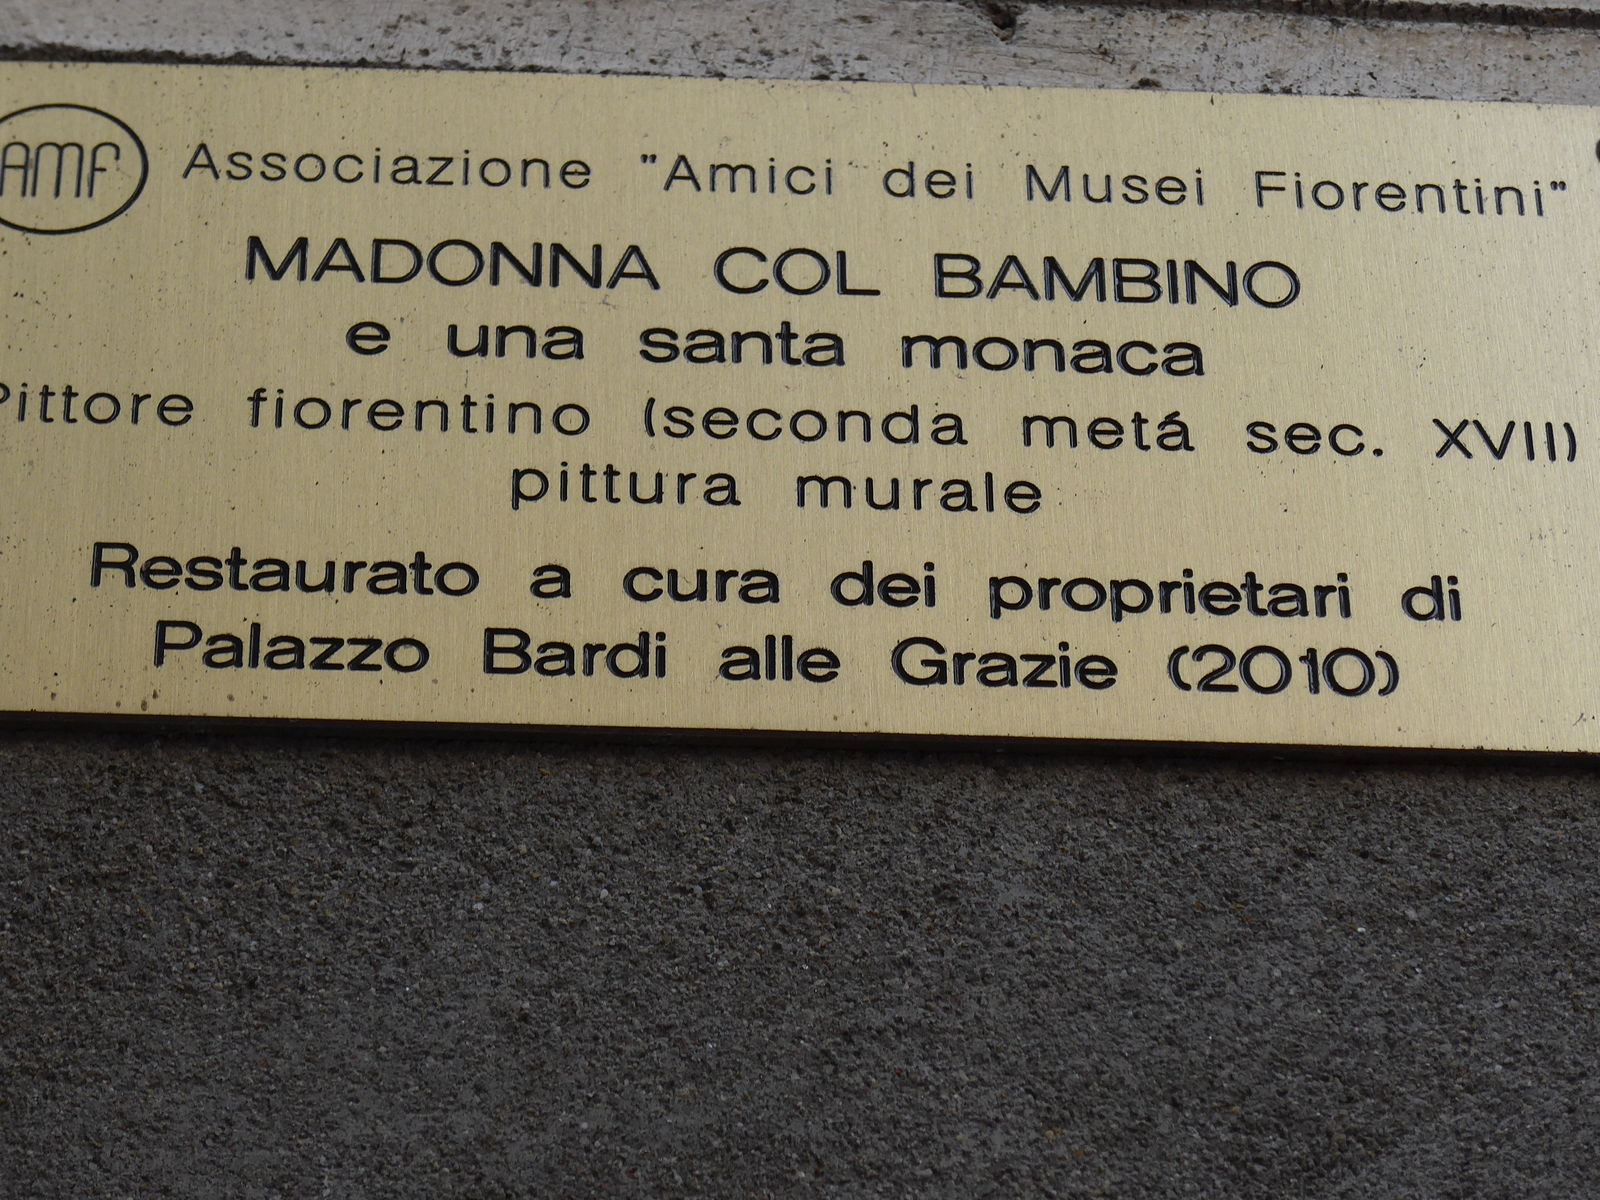 AMF Associazione "Amici dei Musei Fiorentini"
MADONNA COL BAMBINO
e una santa monaca
Pittore fiorentino (seconda metá sec. XVII)
pittura murale
Restaurato a cura dei proprietari di
Palazzo Bardi alle Grazie (2010)